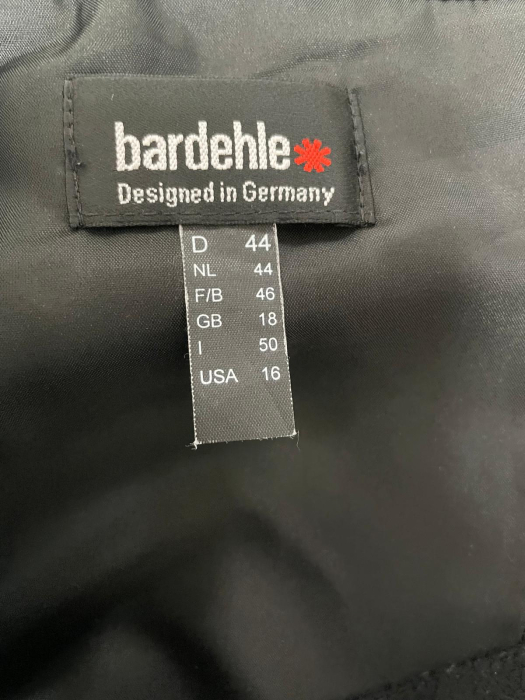 bardehle
Designed in Germany
D 44
NL 44
F/B 46
GB 18
I 50
USA 16